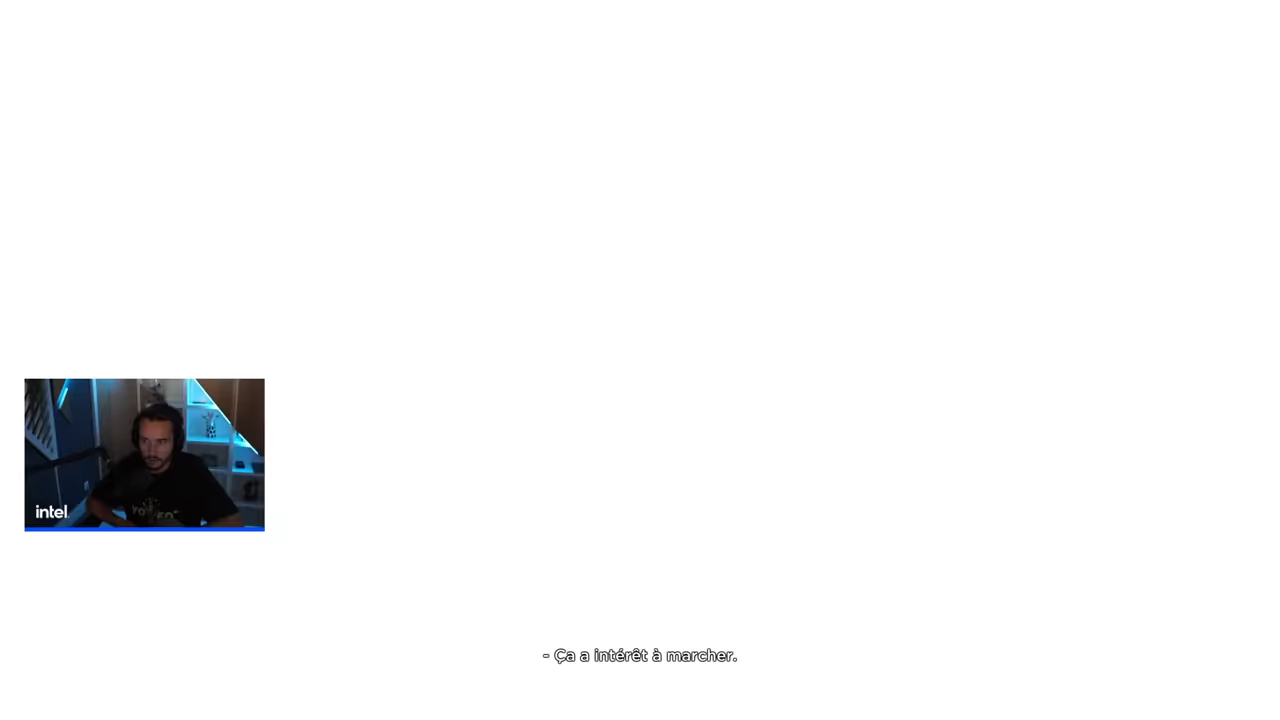 intel
- Ça a intérêt à marcher.